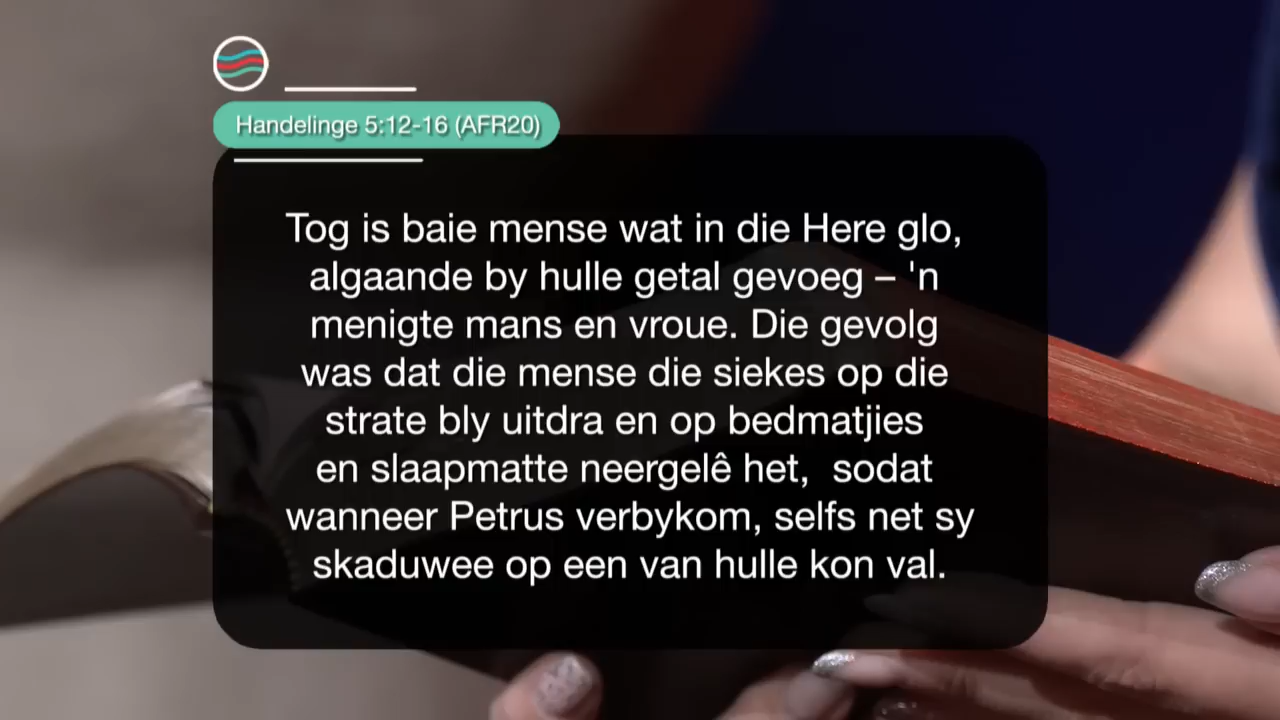 Handelinge 5:12-16 (AFR20)
Tog is baie mense wat in die Here glo,
algaande by hulle getal gevoeg – 'n
menigte mans en vroue. Die gevolg
was dat die mense die siekes op die
strate bly uitdra en op bedmatjies
en slaapmatte neergelê het,  sodat
wanneer Petrus verbykom, selfs net sy
skaduwee op een van hulle kon val.